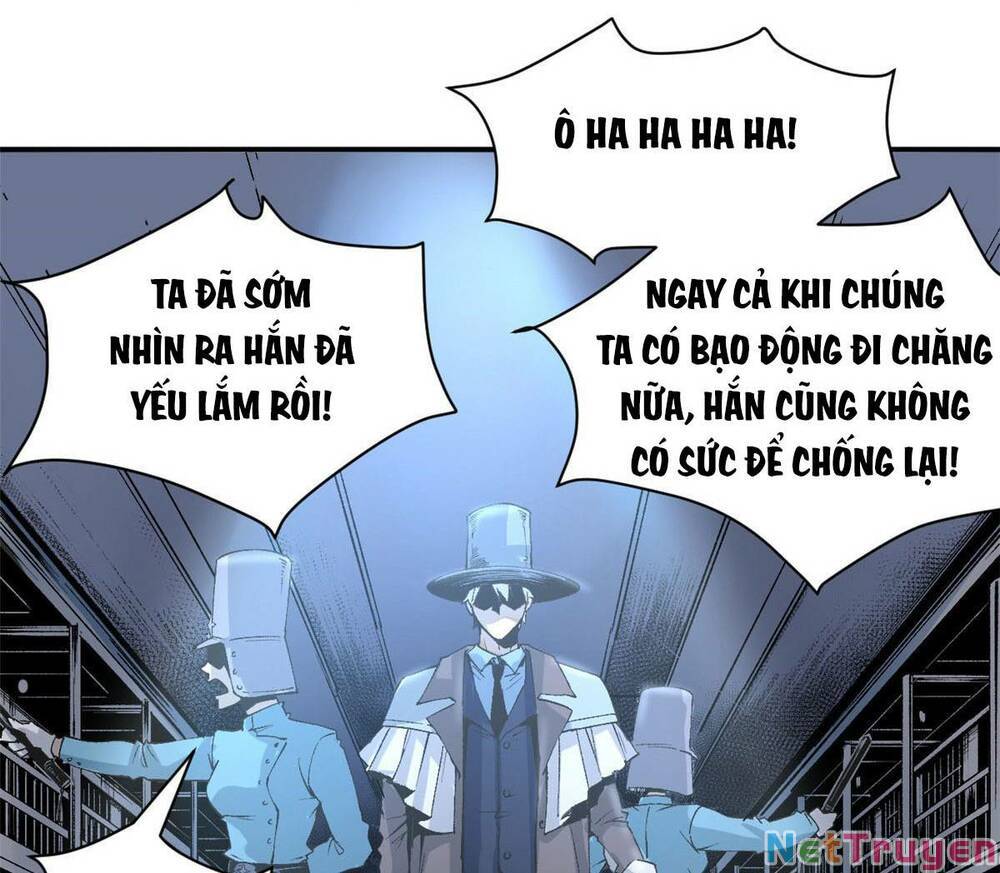 Ô HA HA HA HA!
TA ĐÃ SỚM
NHÌN RA HẮN ĐÃ
YẾU LẮM RỒI!
NGAY CẢ KHI CHÚNG
TA CÓ BẠO ĐỘNG ĐI CHĂNG
NỮA, HẮN CŨNG KHÔNG
CÓ SỨC ĐỂ CHỐNG LẠI!
NetTruyen